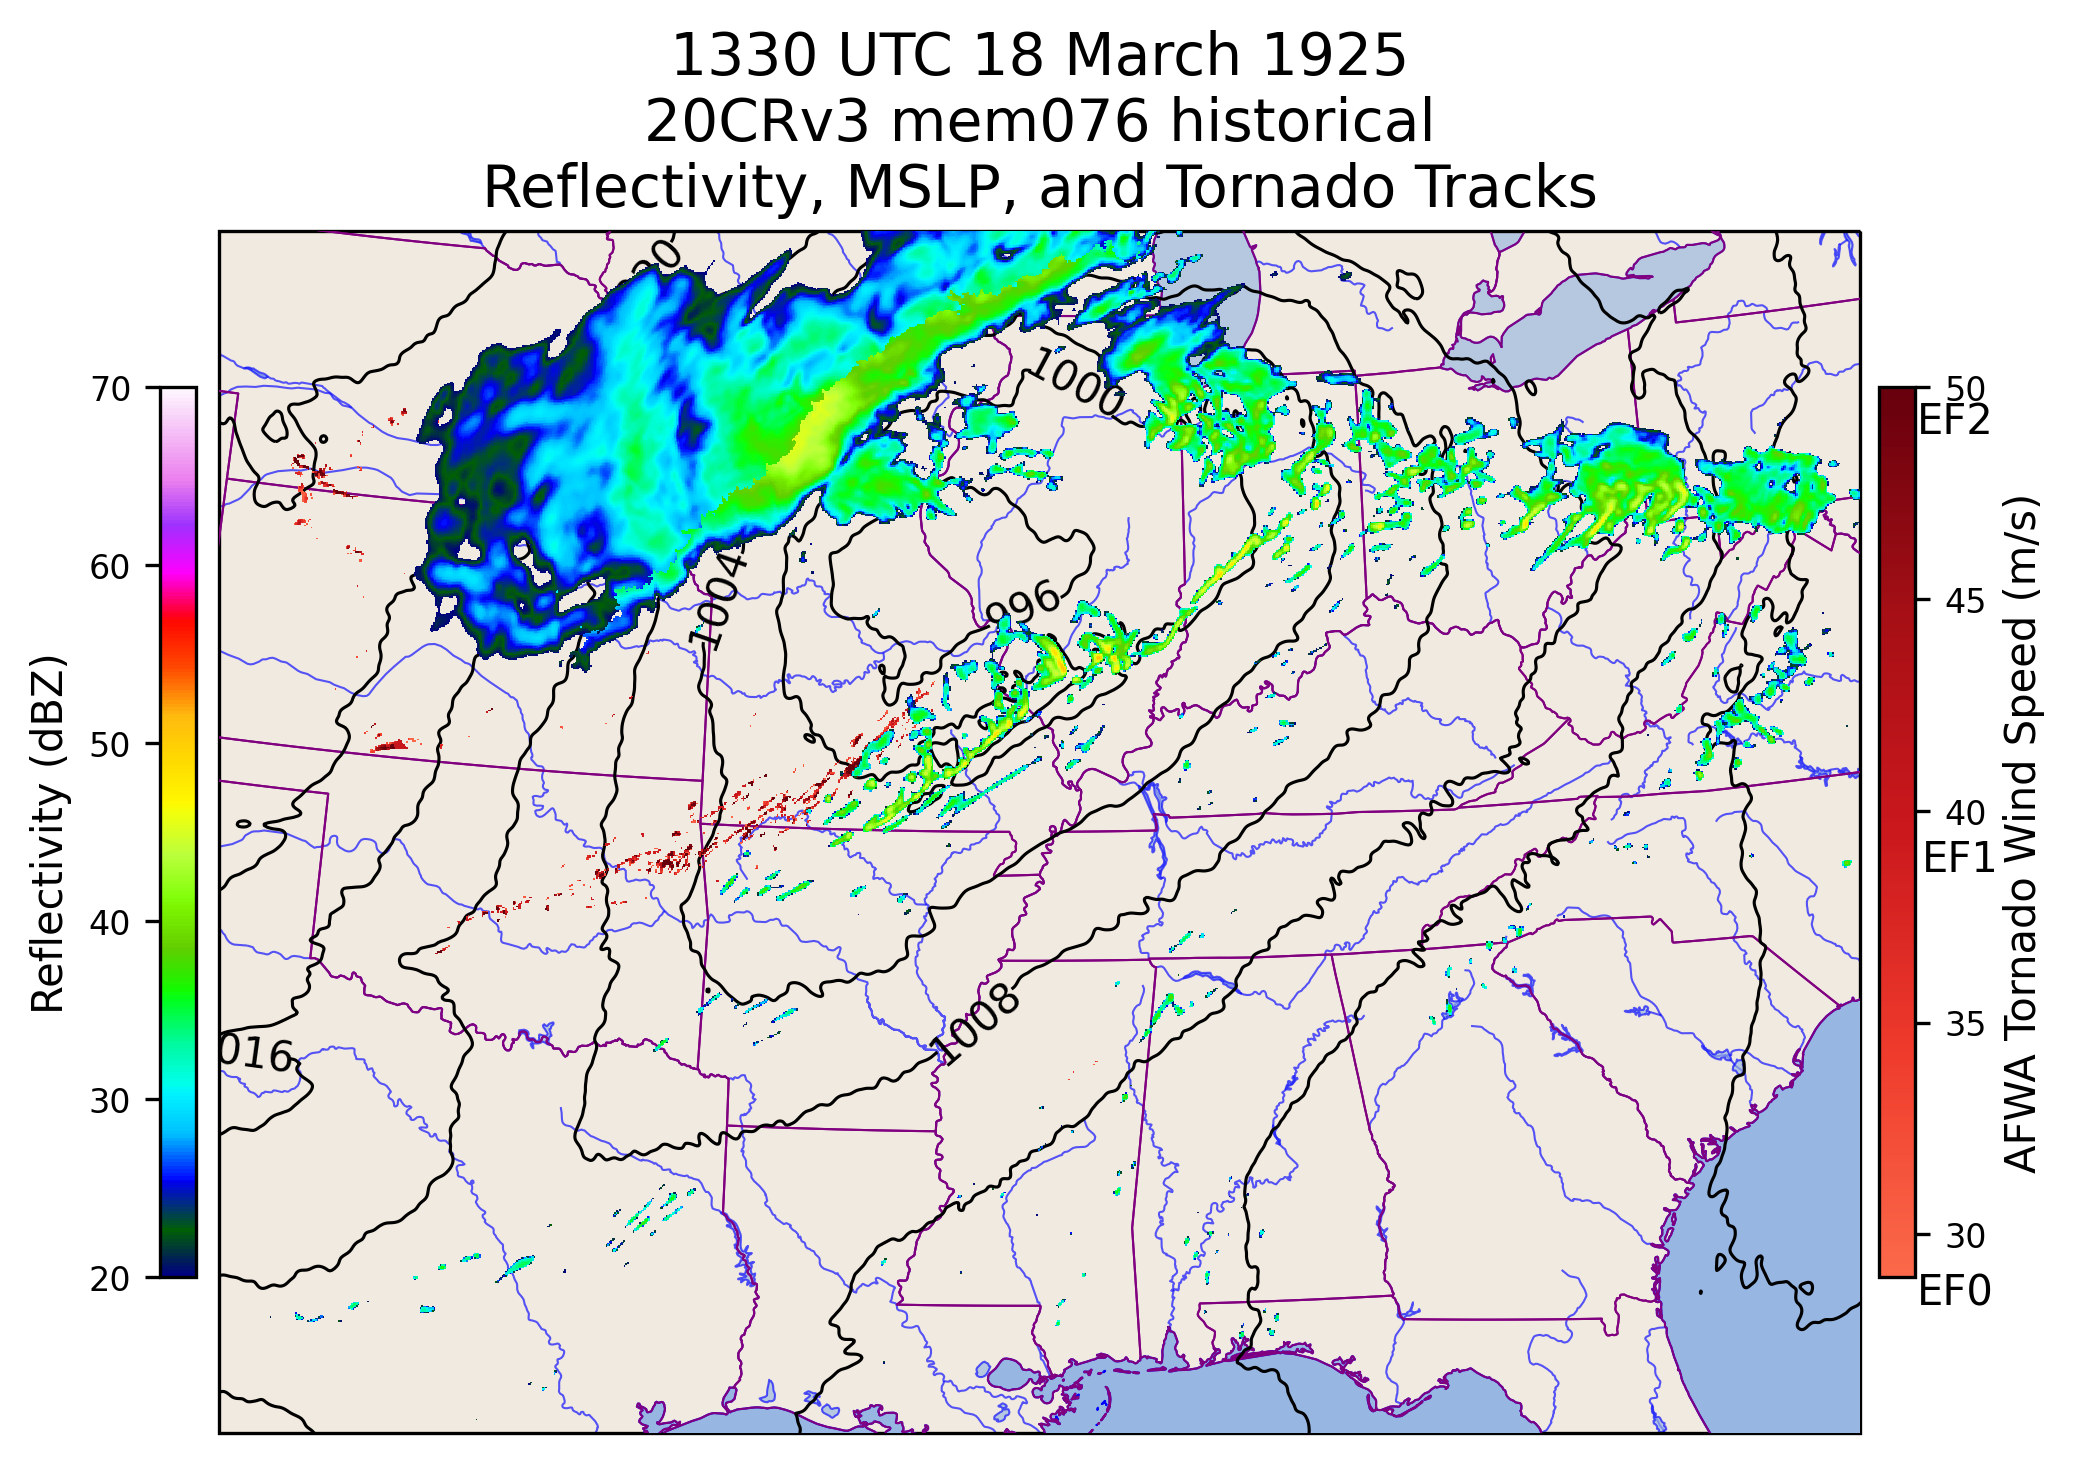 1330 UTC 18 March 1925
20CRv3 mem076 historical
Reflectivity, MSLP, and Tornado Tracks
70
60
50
40
30
20
Reflectivity (dBZ)
1000
1004
996
1008
016
50
EF2
45
40
EF1
35
30
EF0
AFWA Tornado Wind Speed (m/s)